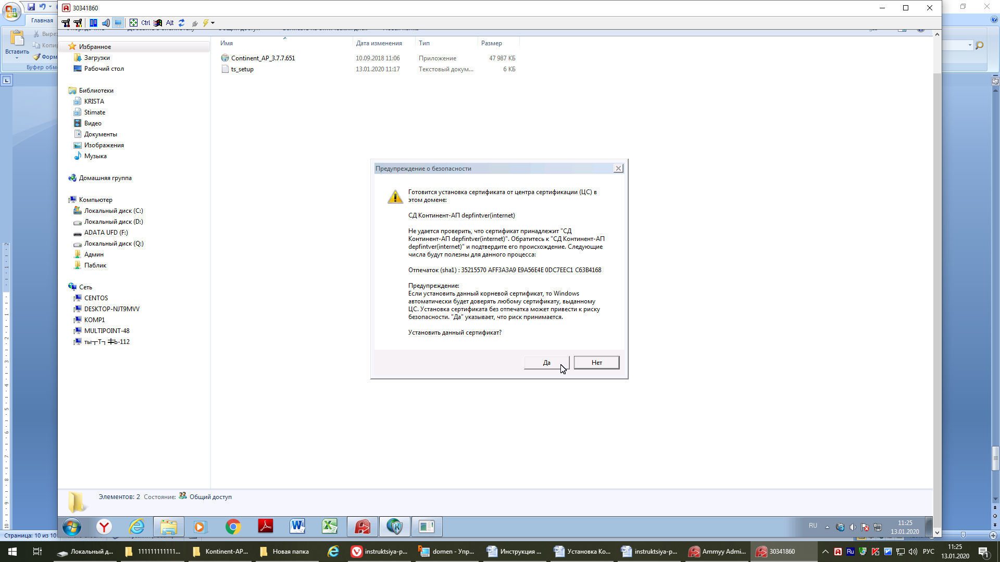 30341860
Главная
Ctrl
Alt
Вставить
Буфер обм
Имя
Дата изменения
Тип
Размер
Избранное
Загрузки
Рабочий стол
Continent_AP_3.7.7.651
10.09.2018 11:06
Приложение
47 987 КБ
ts_setup
13.01.2020 11:17
Текстовый докум...
6 КБ
Библиотеки
KRISTA
Stimate
Видео
Документы
Изображения
Музыка
Домашняя группа
Компьютер
Локальный диск (C:)
Локальный диск (D:)
ADATA UFD (F:)
Локальный диск (Q:)
Админ
Паблик
Сеть
CENTOS
DESKTOP-NJT9MVV
KOMP1
MULTIPOINT-48
Предупреждение о безопасности
Готовится установка сертификата от центра сертификации (ЦС) в
этом домене:
СД Континент-АП depfintver(internet)
Не удается проверить, что сертификат принадлежит "СД
Континент-АП depfintver(internet)". Обратитесь к "СД Континент-АП
depfintver(internet)" и подтвердите его происхождение. Следующие
числа будут полезны для данного процесса:
Отпечаток (sha1) : 35215570 AFF3A3A9 E9A56E4E 0DC7EEC1 C63B4168
Предупреждение:
Если установить данный корневой сертификат, то Windows
автоматически будет доверять любому сертификату, выданному
ЦС. Установка сертификата без отпечатка может привести к риску
безопасности. "Да" указывает, что риск принимается.
Установить данный сертификат?
Да
Нет
Элементов: 2 Состояние: Общий доступ
RU
11:25
13.01.2020
Страница: 10 из 10
Локальный д...
111111111111...
Kontinent-AP...
Новая папка
instruktsiya-p...
domen - Упр...
Инструкция ...
Установка Ко...
instruktsiya-p...
Ammyy Admi...
30341860
Ru
РУС
11:25
13.01.2020
1